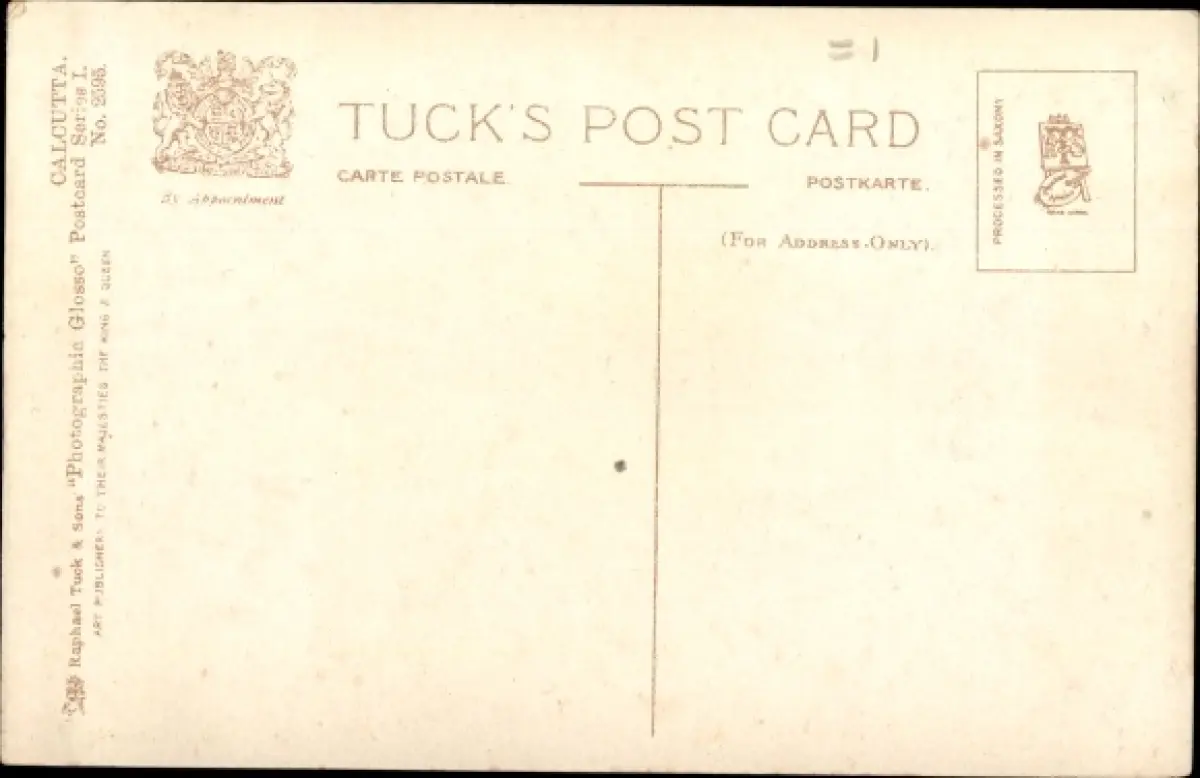 CALCUTTA.
Raphael Tuck & Sons "Photographic Glosso" Postcard Series I.
No. 2595.
ART PUBLISHERS TO THEIR MAJESTIES THE KING & QUEEN
By Appointment
= 1
TUCK'S POST CARD
CARTE POSTALE.
POSTKARTE.
(FOR ADDRESS ONLY).
PROCESSED IN SAXONY